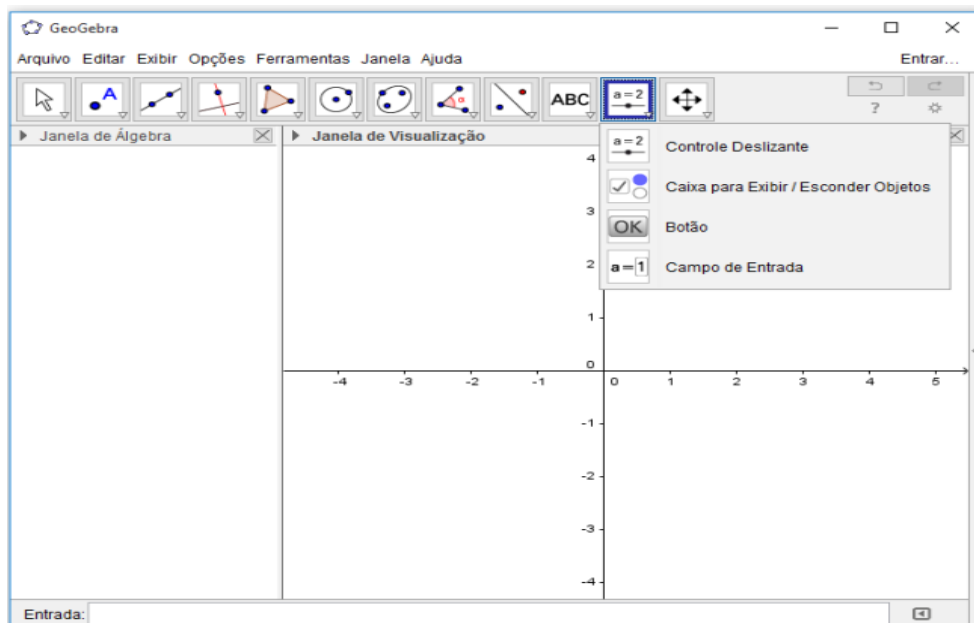 GeoGebra
Arquivo Editar Exibir Opções Ferramentas Janela Ajuda Entrar...
A ABC a=2 ?
Janela de Álgebra Janela de Visualização
a=2 Controle Deslizante
Caixa para Exibir / Esconder Objetos
OK Botão
a=1 Campo de Entrada
4
3
2
1
0
-4 -3 -2 -1 0 1 2 3 4 5
-1
-2
-3
-4
Entrada: